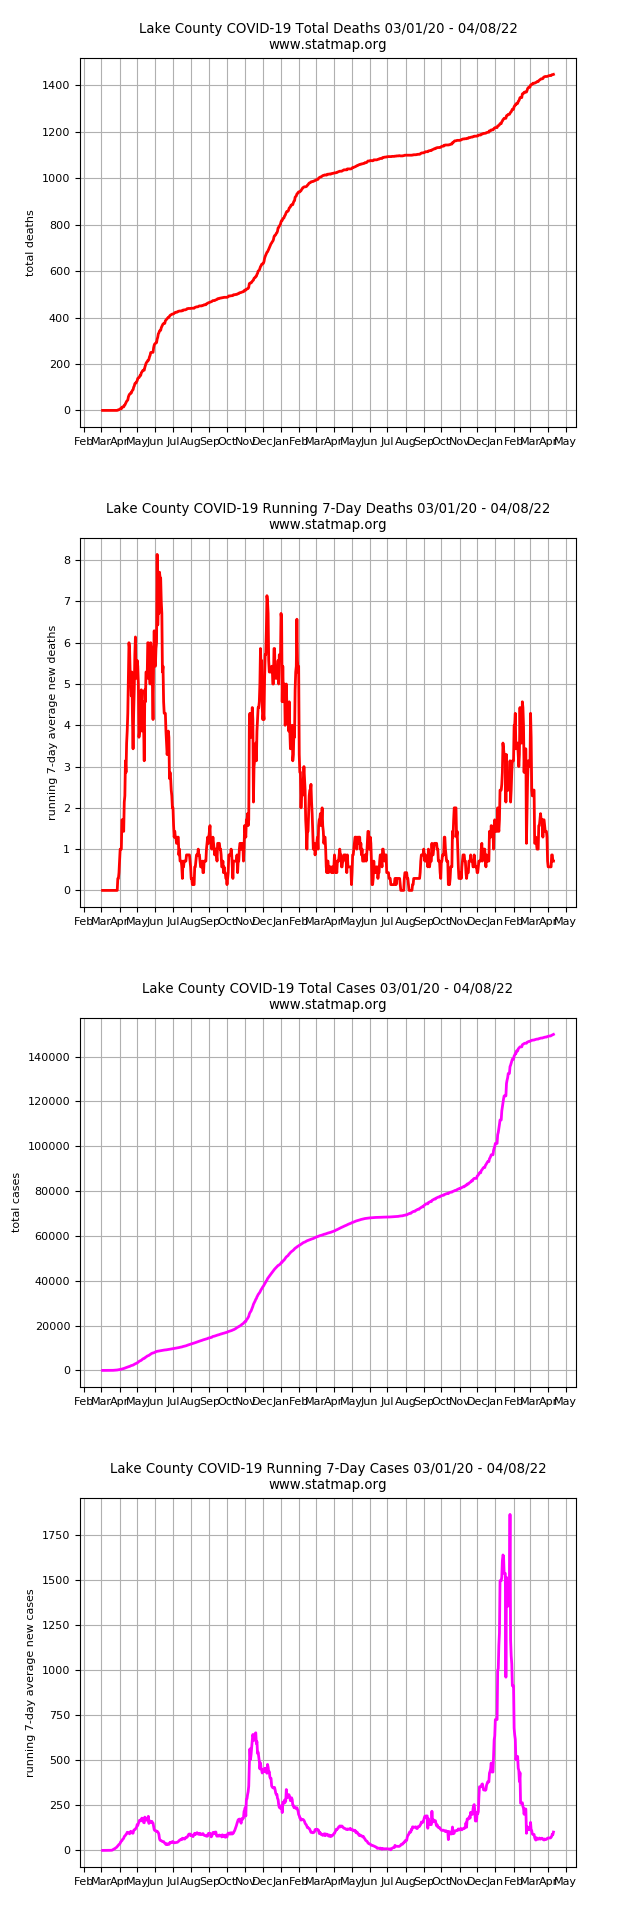 Lake County COVID-19 Total Deaths 03/01/20 - 04/08/22
www.statmap.org
total deaths
1400
1200
1000
800
600
400
200
0
Feb Mar Apr May Jun Jul Aug Sep Oct Nov Dec Jan Feb Mar Apr May Jun Jul Aug Sep Oct Nov Dec Jan Feb Mar Apr May
Lake County COVID-19 Running 7-Day Deaths 03/01/20 - 04/08/22
www.statmap.org
running 7-day average new deaths
8
7
6
5
4
3
2
1
0
Feb Mar Apr May Jun Jul Aug Sep Oct Nov Dec Jan Feb Mar Apr May Jun Jul Aug Sep Oct Nov Dec Jan Feb Mar Apr May
Lake County COVID-19 Total Cases 03/01/20 - 04/08/22
www.statmap.org
total cases
140000
120000
100000
80000
60000
40000
20000
0
Feb Mar Apr May Jun Jul Aug Sep Oct Nov Dec Jan Feb Mar Apr May Jun Jul Aug Sep Oct Nov Dec Jan Feb Mar Apr May
Lake County COVID-19 Running 7-Day Cases 03/01/20 - 04/08/22
www.statmap.org
running 7-day average new cases
1750
1500
1250
1000
750
500
250
0
Feb Mar Apr May Jun Jul Aug Sep Oct Nov Dec Jan Feb Mar Apr May Jun Jul Aug Sep Oct Nov Dec Jan Feb Mar Apr May